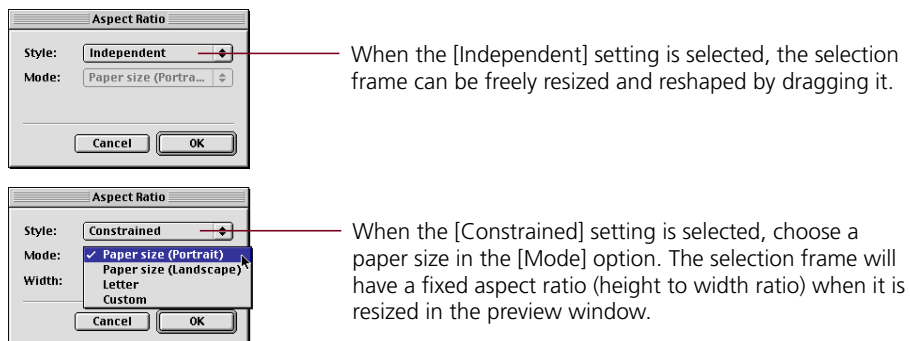 Aspect Ratio
Style: Independent
Mode: Paper size (Portra...
Cancel OK
When the [Independent] setting is selected, the selection
frame can be freely resized and reshaped by dragging it.
Aspect Ratio
Style: Constrained
Mode: ✓ Paper size (Portrait)
Paper size (Landscape)
Width: Letter
Custom
Cancel OK
When the [Constrained] setting is selected, choose a
paper size in the [Mode] option. The selection frame will
have a fixed aspect ratio (height to width ratio) when it is
resized in the preview window.